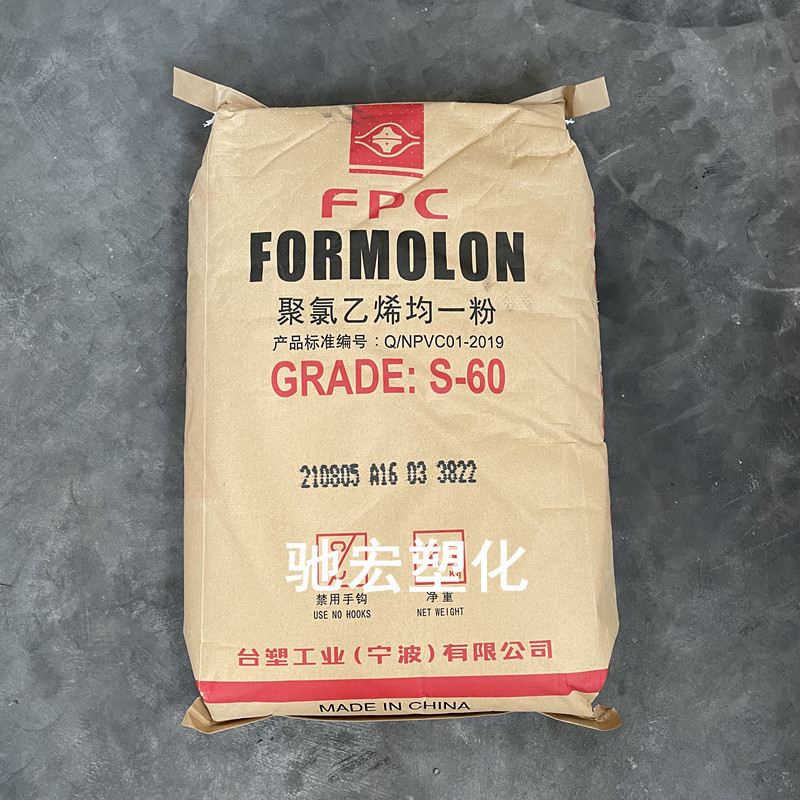 FPC
FORMOLON
聚氯乙烯均一粉
产品标准编号：Q/NPVC01-2019
GRADE: S-60
210805 A16 03 3822
驰宏塑化
Kg
禁用手钩
净重
USE NO HOOKS
NET WEIGHT
台塑工业(宁波)有限公司
MADE IN CHINA